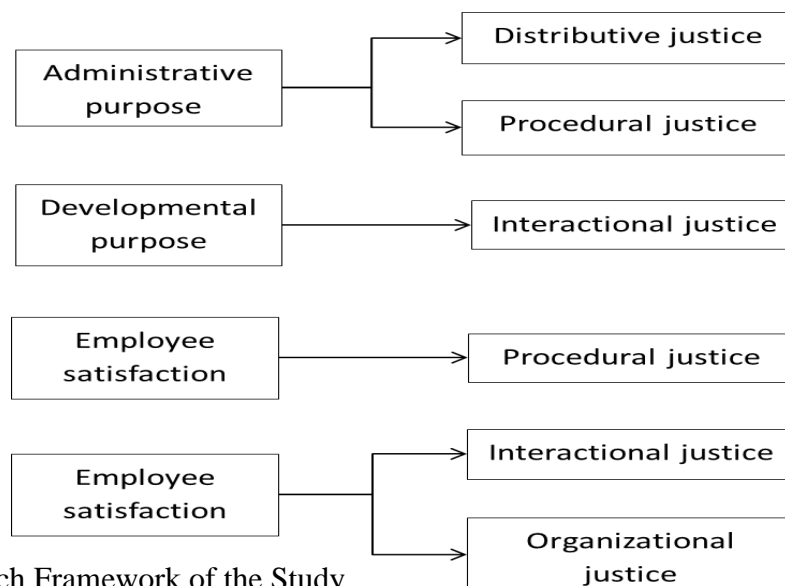 Administrative
purpose
Distributive justice
Procedural justice
Developmental
purpose
Interactional justice
Employee
satisfaction
Procedural justice
Employee
satisfaction
Interactional justice
Organizational
justice
Framework of the Study